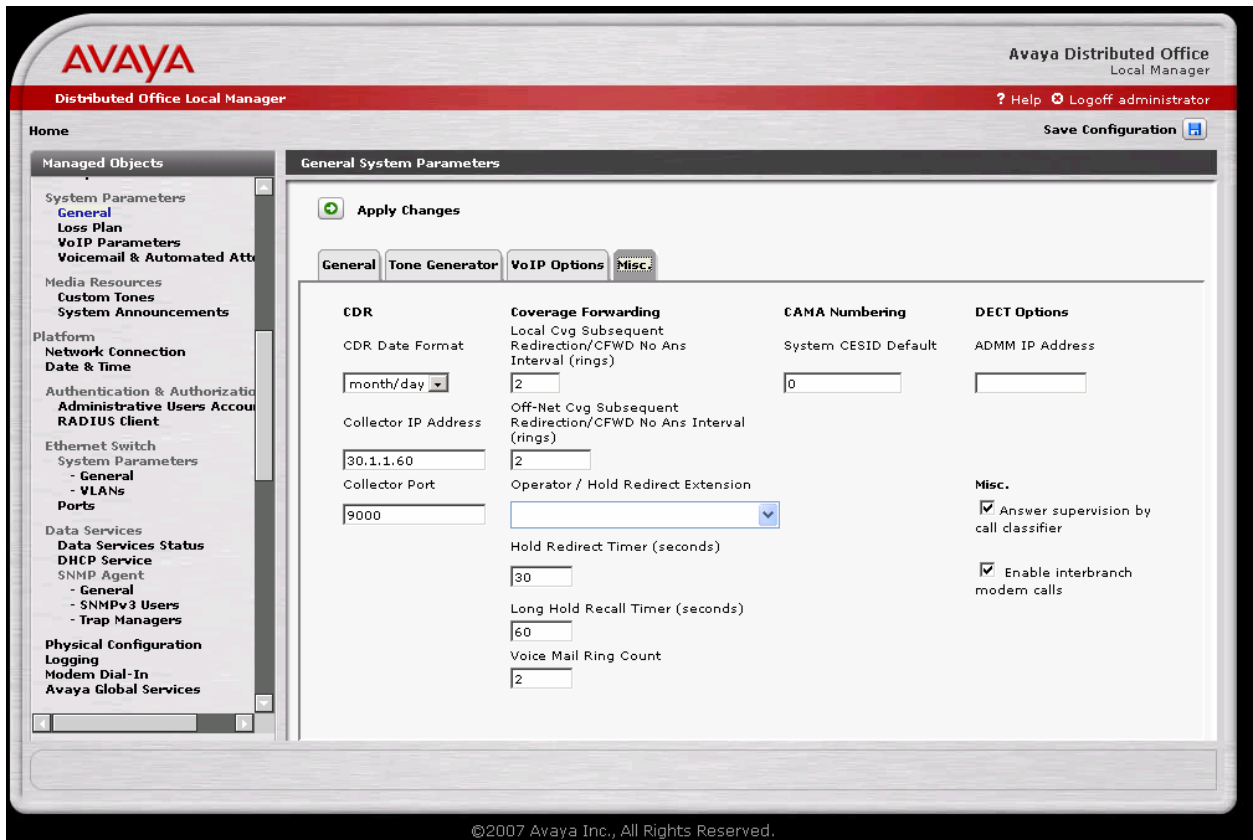 AVAYA
Avaya Distributed Office
Local Manager
Distributed Office Local Manager
? Help Logoff administrator
Home
Save Configuration
Managed Objects
System Parameters
General
Loss Plan
VoIP Parameters
Voicemail & Automated Att
Media Resources
Custom Tones
System Announcements
Platform
Network Connection
Date & Time
Authentication & Authorizatio
Administrative Users Accou
RADIUS Client
Ethernet Switch
System Parameters
- General
- VLANs
Ports
Data Services
Data Services Status
DHCP Service
SNMP Agent
- General
- SNMPv3 Users
- Trap Managers
Physical Configuration
Logging
Modem Dial-In
Avaya Global Services
General System Parameters
Apply Changes
General
Tone Generator
VoIP Options
Misc.
CDR
CDR Date Format
month/day
Collector IP Address
30.1.1.60
Collector Port
9000
Coverage Forwarding
Local Cvg Subsequent
Redirection/CFWD No Ans
Interval (rings)
2
Off-Net Cvg Subsequent
Redirection/CFWD No Ans Interval
(rings)
2
Operator / Hold Redirect Extension
Hold Redirect Timer (seconds)
30
Long Hold Recall Timer (seconds)
60
Voice Mail Ring Count
2
CAMA Numbering
System CESID Default
0
DECT Options
ADMM IP Address
Misc.
Answer supervision by
call classifier
Enable interbranch
modem calls
©2007 Avaya Inc., All Rights Reserved.